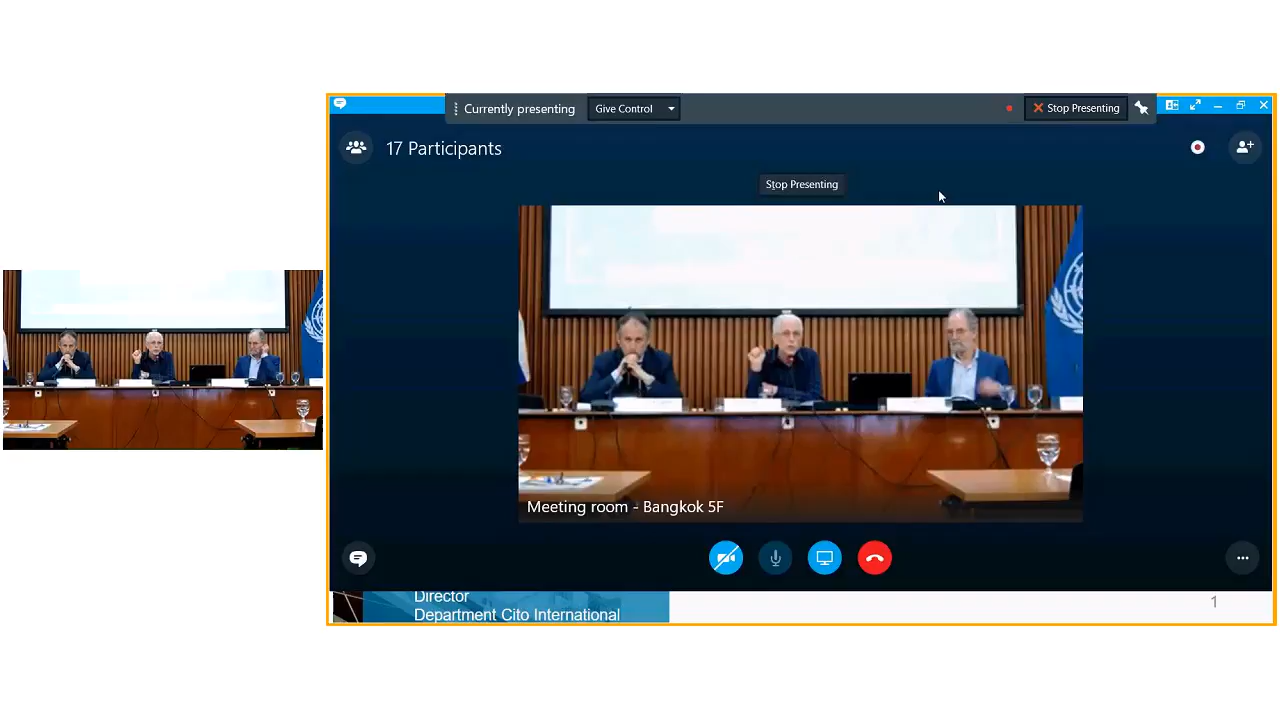 Currently presenting
Give Control
Stop Presenting
17 Participants
Stop Presenting
Meeting room - Bangkok 5F
Director
Department Cito International
1